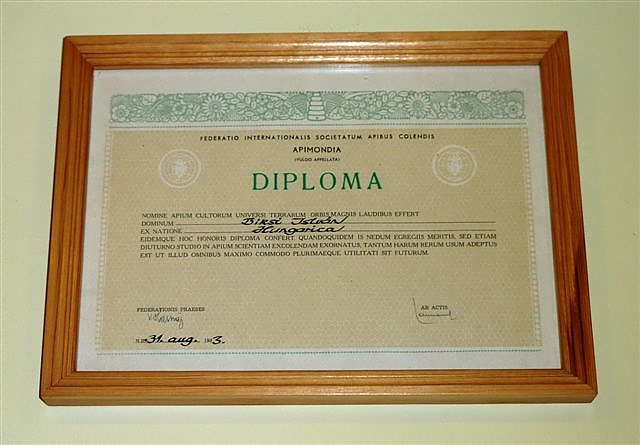 FEDERATIO INTERNATIONALIS SOCIETATUM APIBUS COLENDIS
APIMONDIA
(VULGO APPELLATA)
DIPLOMA
NOMINE APIUM CULTORUM UNIVERSI TERRARUM ORBIS MAGNIS LAUDIBUS EFFERT
DOMINUM Biksi István
EX NATIONE Hungarica
EIDEMQUE HOC HONORIS DIPLOMA CONFERT QUANDOQUIDEM IS NEDUM EGREGIIS MERITIS, SED ETIAM
DIUTURNO STUDIO IN APIUM SCIENTIAM EXCOLENDAM EXORNATUS, TANTUM HARUM RERUM USUM ADEPTUS
EST UT ILLUD OMNIBUS MAXIMO COMMODO PLURIMAEQUE UTILITATI SIT FUTURUM.
FEDERATIONIS PRAESES
AB ACTIS
31. aug.